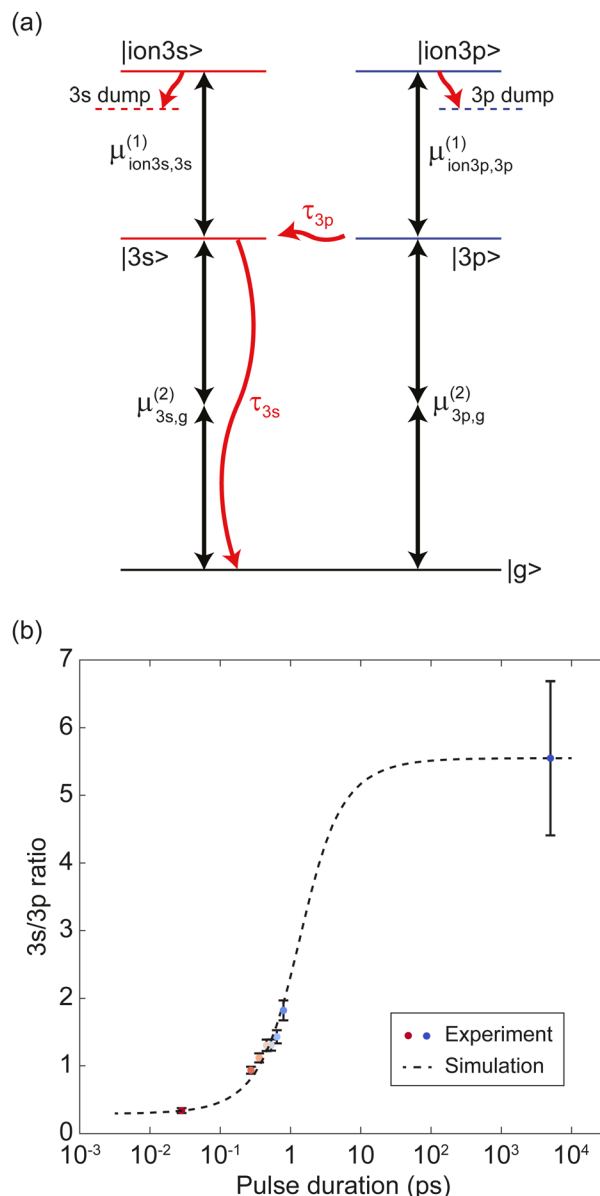 (a)
|ion3s>
|ion3p>
3s dump
3p dump
μ(1)ion3s,3s
μ(1)ion3p,3p
τ3p
|3s>
|3p>
μ(2)3s,g
τ3s
μ(2)3p,g
|g>
(b)
7
6
5
4
3
2
1
0
3s/3p ratio
Experiment
Simulation
10-3 10-2 10-1 1 10 102 103 104
Pulse duration (ps)